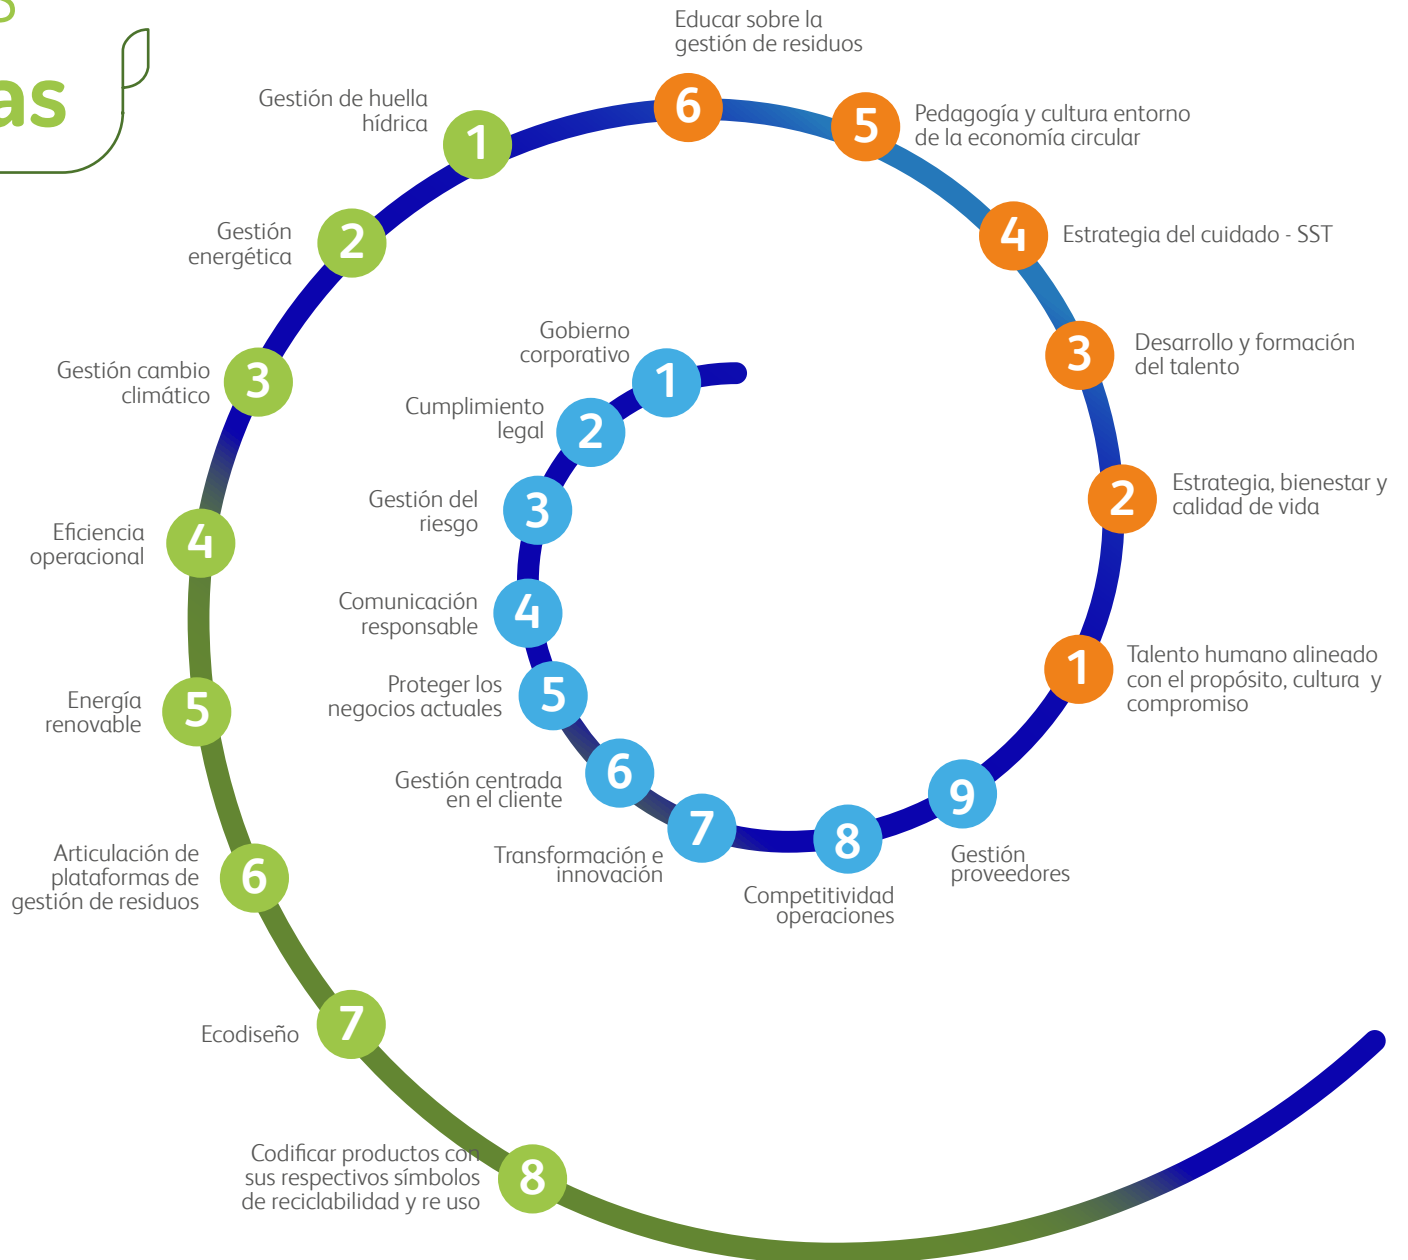 as
1
Gobierno
corporativo
2
Cumplimiento
legal
3
Gestión del
riesgo
4
Comunicación
responsable
5
Proteger los
negocios actuales
6
Gestión centrada
en el cliente
7
Transformación e
innovación
8
Competitividad
operaciones
9
Gestión
proveedores
1
Talento humano alineado
con el propósito, cultura y
compromiso
2
Estrategia, bienestar y
calidad de vida
3
Desarrollo y formación
del talento
4
Estrategia del cuidado - SST
5
Pedagogía y cultura entorno
de la economía circular
6
Educar sobre la
gestión de residuos
1
Gestión de huella
hídrica
2
Gestión
energética
3
Gestión cambio
climático
4
Eficiencia
operacional
5
Energía
renovable
6
Articulación de
plataformas de
gestión de residuos
7
Ecodiseño
8
Codificar productos con
sus respectivos símbolos
de reciclabilidad y re uso